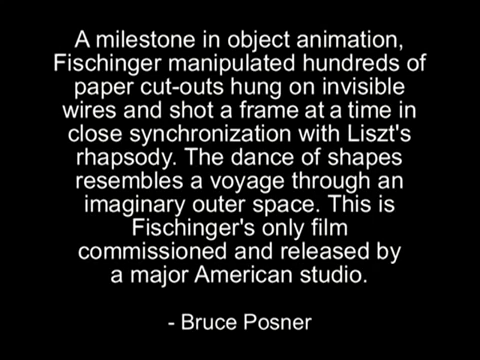 A milestone in object animation,
Fischinger manipulated hundreds of
paper cut-outs hung on invisible
wires and shot a frame at a time in
close synchronization with Liszt's
rhapsody. The dance of shapes
resembles a voyage through an
imaginary outer space. This is
Fischinger's only film
commissioned and released by
a major American studio.
- Bruce Posner